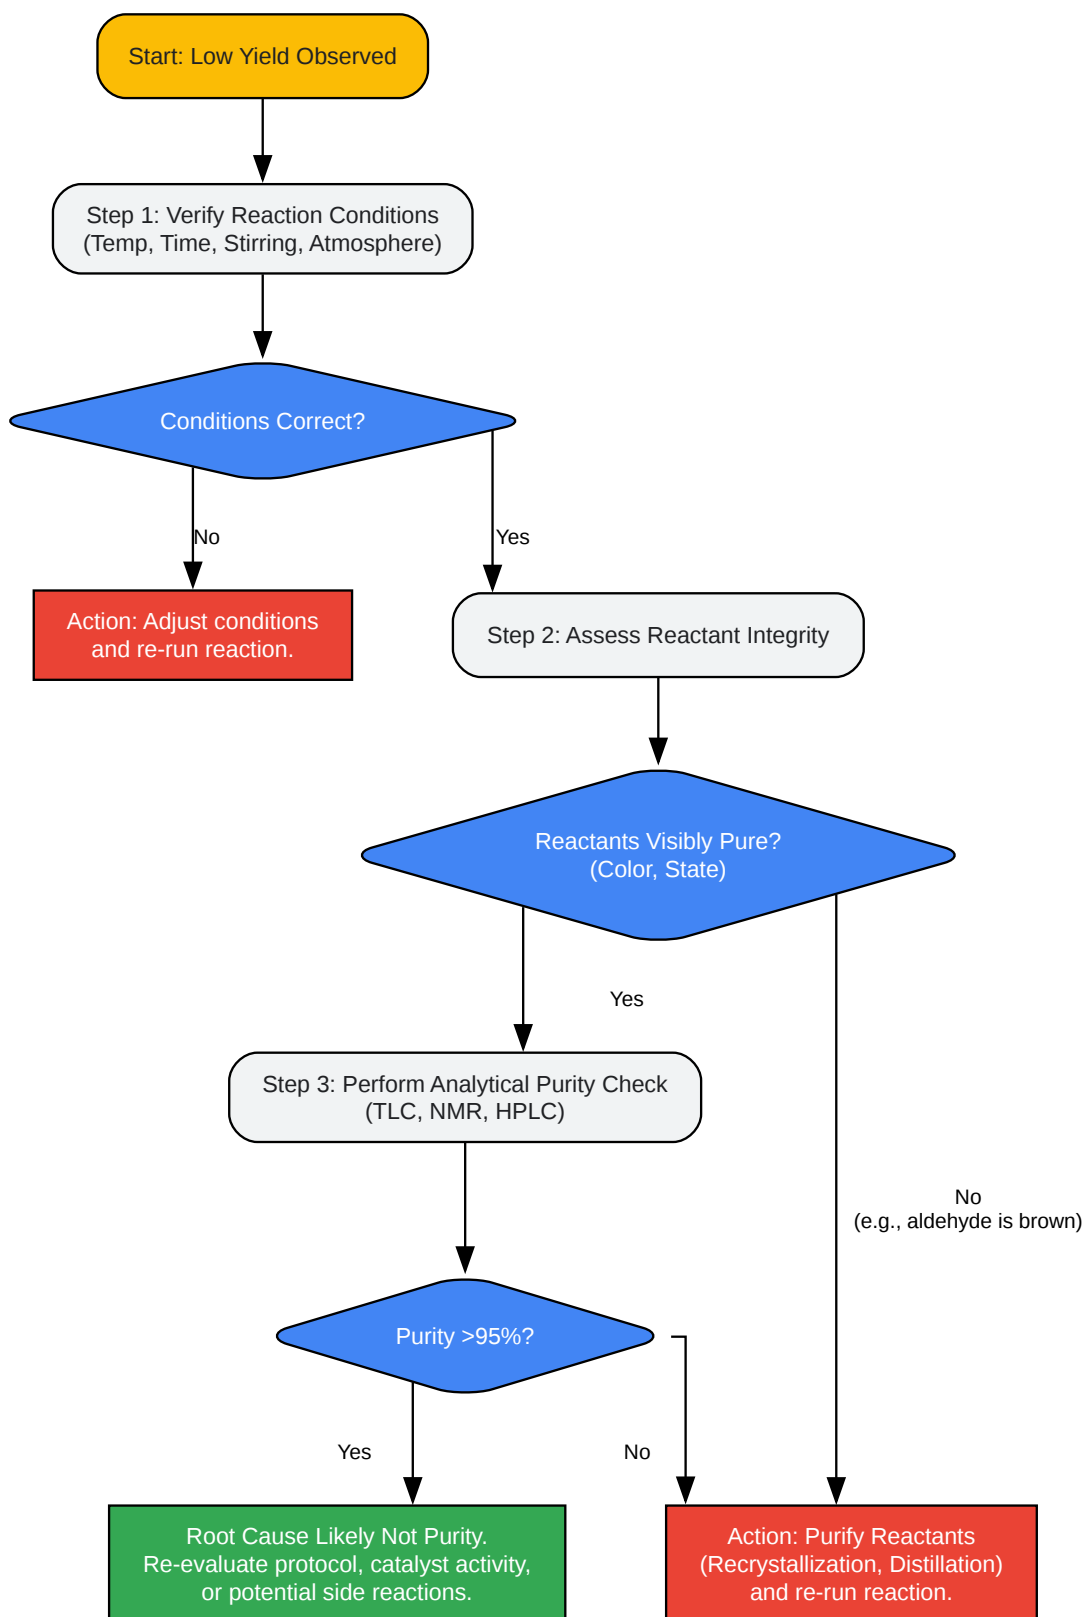 Start: Low Yield Observed
Step 1: Verify Reaction Conditions
(Temp, Time, Stirring, Atmosphere)
Conditions Correct?
No
Yes
Action: Adjust conditions
and re-run reaction.
Step 2: Assess Reactant Integrity
Reactants Visibly Pure?
(Color, State)
Yes
Step 3: Perform Analytical Purity Check
(TLC, NMR, HPLC)
No
(e.g., aldehyde is brown)
Purity >95%?
Yes
No
Root Cause Likely Not Purity.
Re-evaluate protocol, catalyst activity,
or potential side reactions.
Action: Purify Reactants
(Recrystallization, Distillation)
and re-run reaction.